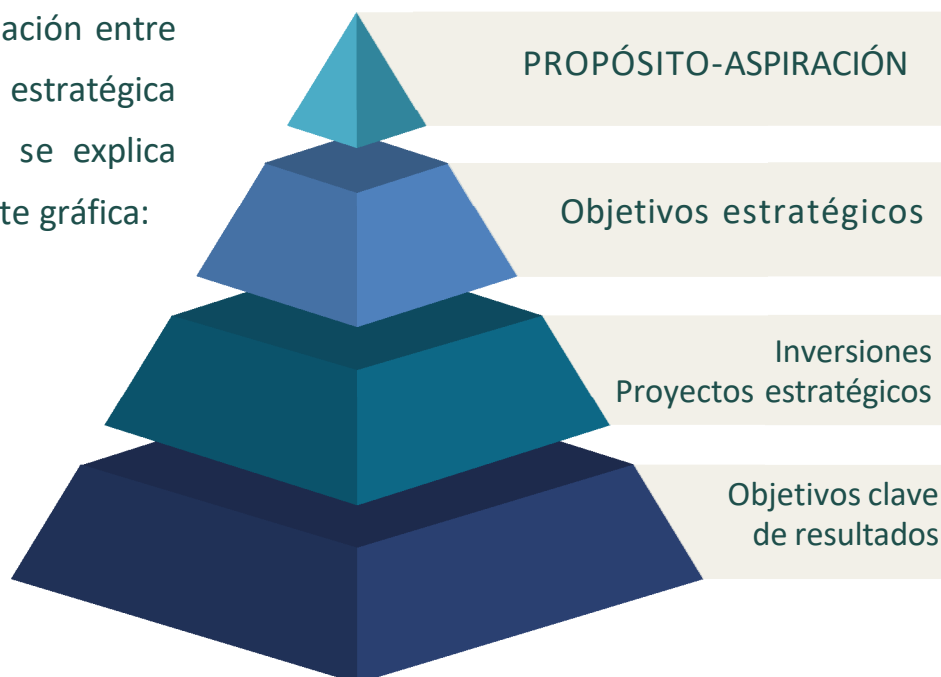 ación entre
estratégica
se explica
te gráfica:
PROPÓSITO-ASPIRACIÓN
Objetivos estratégicos
Inversiones
Proyectos estratégicos
Objetivos clave
de resultados